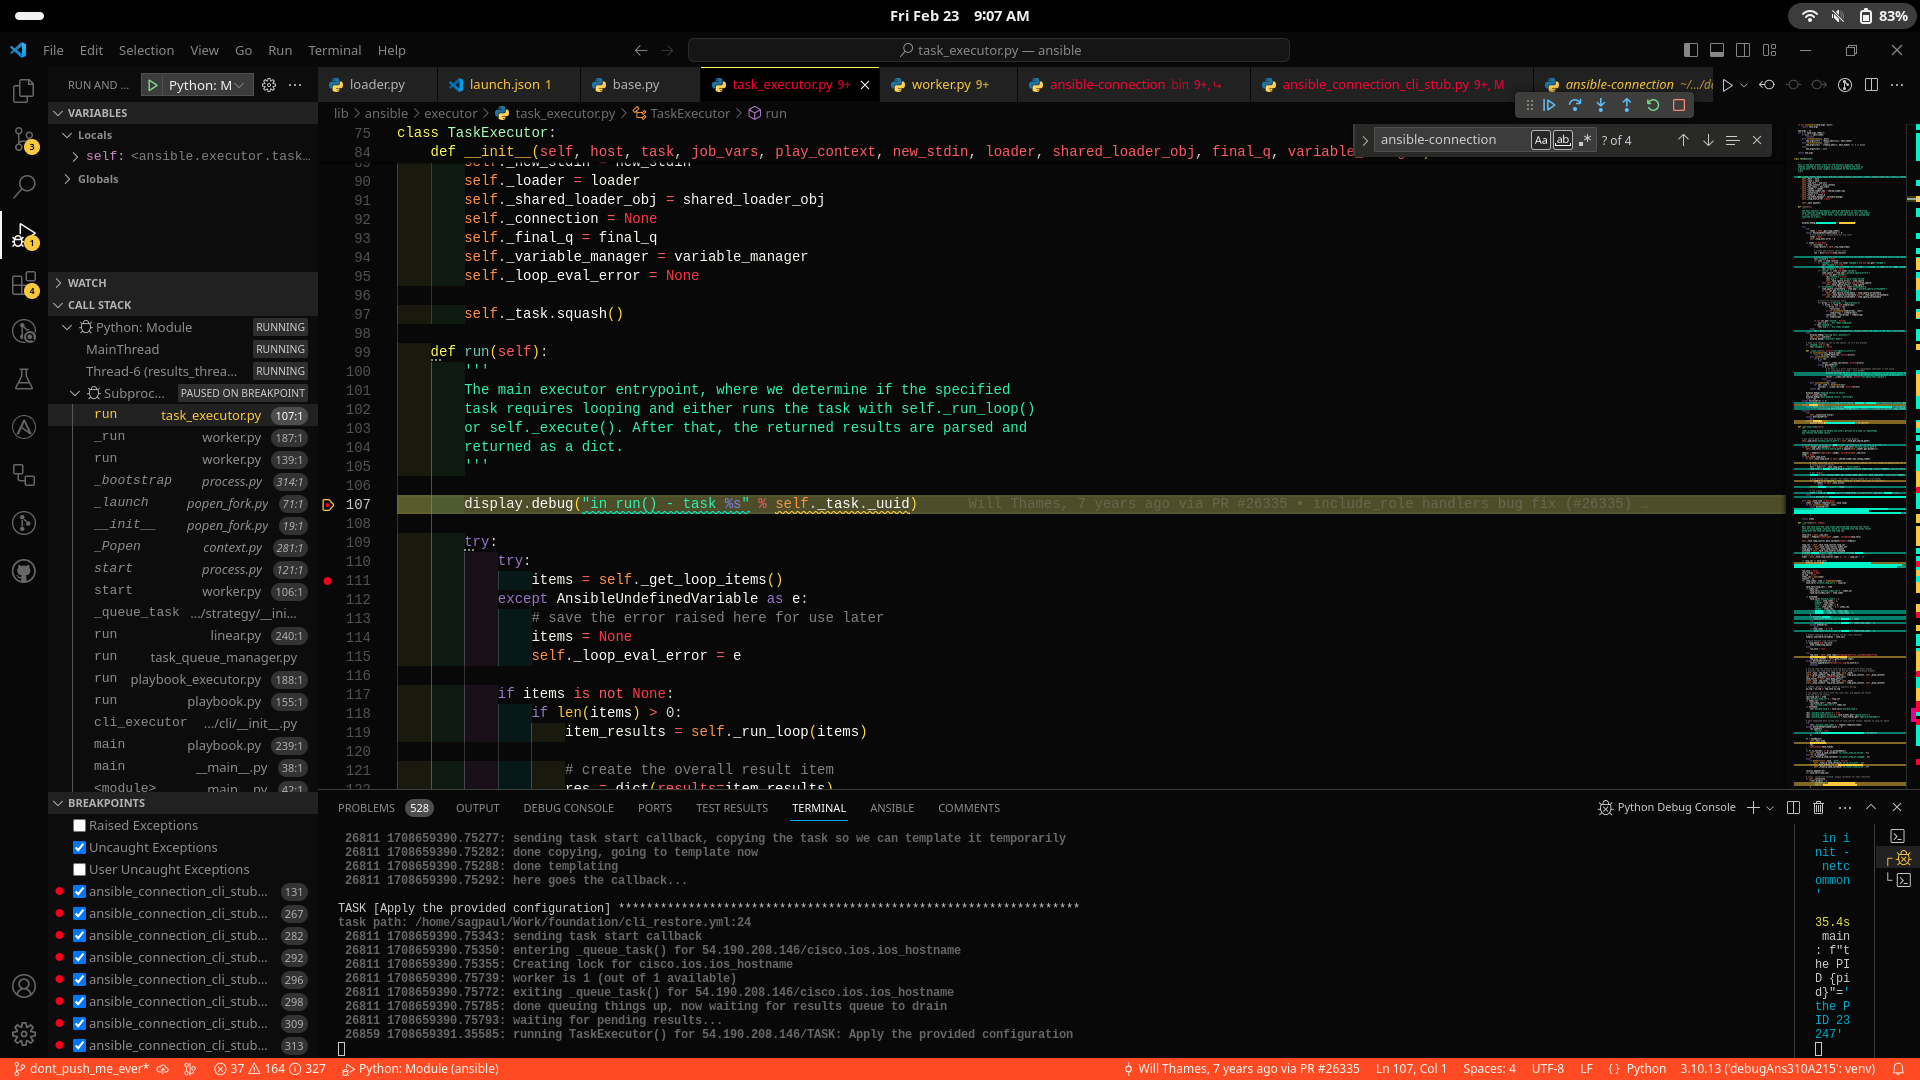 Fri Feb 23 9:07 AM
83%
File Edit Selection View Go Run Terminal Help
task_executor.py — ansible
RUN AND ...
Python: M
loader.py
launch.json 1
base.py
task_executor.py 9+
worker.py 9+
ansible-connection bin 9+,
ansible_connection_cli_stub.py 9+, M
ansible-connection ~/.../de
VARIABLES
Locals
self: <ansible.executor.task...
Globals
WATCH
CALL STACK
Python: Module RUNNING
MainThread RUNNING
Thread-6 (results_threa... RUNNING
Subproc... PAUSED ON BREAKPOINT
run task_executor.py 107:1
_run worker.py 187:1
run worker.py 139:1
_bootstrap process.py 314:1
_launch popen_fork.py 71:1
__init__ popen_fork.py 19:1
_Popen context.py 281:1
start process.py 121:1
start worker.py 106:1
_queue_task .../strategy/__ini...
run linear.py 240:1
run task_queue_manager.py
run playbook_executor.py 188:1
run playbook.py 155:1
cli_executor .../cli/__init__.py
main playbook.py 239:1
main __main__.py 38:1
<module> __main__.py 42:1
BREAKPOINTS
Raised Exceptions
Uncaught Exceptions
User Uncaught Exceptions
ansible_connection_cli_stub... 131
ansible_connection_cli_stub... 267
ansible_connection_cli_stub... 282
ansible_connection_cli_stub... 292
ansible_connection_cli_stub... 296
ansible_connection_cli_stub... 298
ansible_connection_cli_stub... 309
ansible_connection_cli_stub... 313
3
1
4
lib > ansible > executor > task_executor.py > TaskExecutor > run
ansible-connection Aa ab .* ? of 4
75 class TaskExecutor:
84 def __init__(self, host, task, job_vars, play_context, new_stdin, loader, shared_loader_obj, final_q, variable
self._new_stdin = new_stdin
90 self._loader = loader
91 self._shared_loader_obj = shared_loader_obj
92 self._connection = None
93 self._final_q = final_q
94 self._variable_manager = variable_manager
95 self._loop_eval_error = None
96
97 self._task.squash()
98
99 def run(self):
100 '''
101 The main executor entrypoint, where we determine if the specified
102 task requires looping and either runs the task with self._run_loop()
103 or self._execute(). After that, the returned results are parsed and
104 returned as a dict.
105 '''
106
107 display.debug("in run() - task %s" % self._task._uuid) Will Thames, 7 years ago via PR #26335 • include_role handlers bug fix (#26335) …
108
109 try:
110 try:
111 items = self._get_loop_items()
112 except AnsibleUndefinedVariable as e:
113 # save the error raised here for use later
114 items = None
115 self._loop_eval_error = e
116
117 if items is not None:
118 if len(items) > 0:
119 item_results = self._run_loop(items)
120
121 # create the overall result item
122 res = dict(results=item_results)
PROBLEMS 528 OUTPUT DEBUG CONSOLE PORTS TEST RESULTS TERMINAL ANSIBLE COMMENTS
Python Debug Console
26811 1708659390.75277: sending task start callback, copying the task so we can template it temporarily
26811 1708659390.75282: done copying, going to template now
26811 1708659390.75288: done templating
26811 1708659390.75292: here goes the callback...
TASK [Apply the provided configuration] ******************************************************************
task path: /home/sagpaul/Work/foundation/cli_restore.yml:24
26811 1708659390.75343: sending task start callback
26811 1708659390.75350: entering _queue_task() for 54.190.208.146/cisco.ios.ios_hostname
26811 1708659390.75355: Creating lock for cisco.ios.ios_hostname
26811 1708659390.75739: worker is 1 (out of 1 available)
26811 1708659390.75772: exiting _queue_task() for 54.190.208.146/cisco.ios.ios_hostname
26811 1708659390.75785: done queuing things up, now waiting for results queue to drain
26811 1708659390.75793: waiting for pending results...
26859 1708659391.35585: running TaskExecutor() for 54.190.208.146/TASK: Apply the provided configuration
in i
nit -
netc
ommon
'
35.4s
main
: f"t
he PI
D {pi
d}"='
the P
ID 23
247'
dont_push_me_ever* 37 164 327 Python: Module (ansible)
Will Thames, 7 years ago via PR #26335 Ln 107, Col 1 Spaces: 4 UTF-8 LF { } Python 3.10.13 ('debugAns310A215': venv)